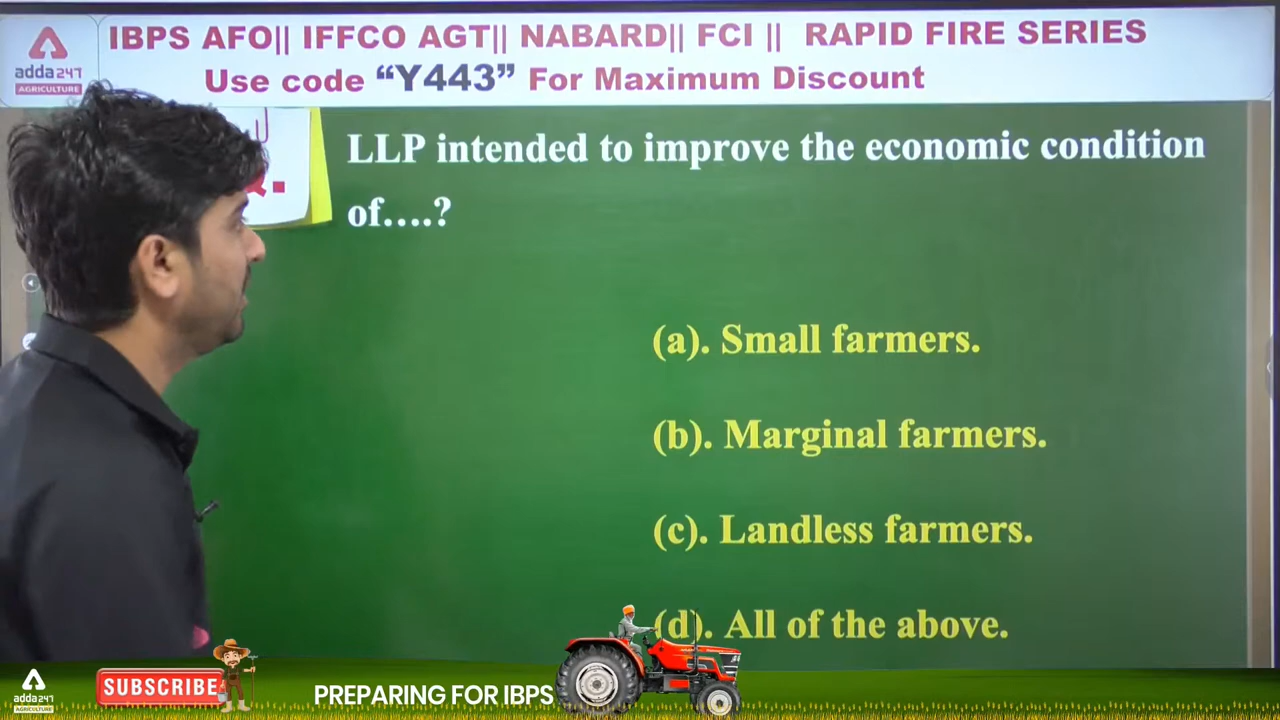 IBPS AFO|| IFFCO AGT|| NABARD|| FCI || RAPID FIRE SERIES
adda247
AGRICULTURE
Use code “Y443” For Maximum Discount
Q.
LLP intended to improve the economic condition
of....?
(a). Small farmers.
(b). Marginal farmers.
(c). Landless farmers.
(d). All of the above.
adda247
AGRICULTURE
SUBSCRIBE
PREPARING FOR IBPS